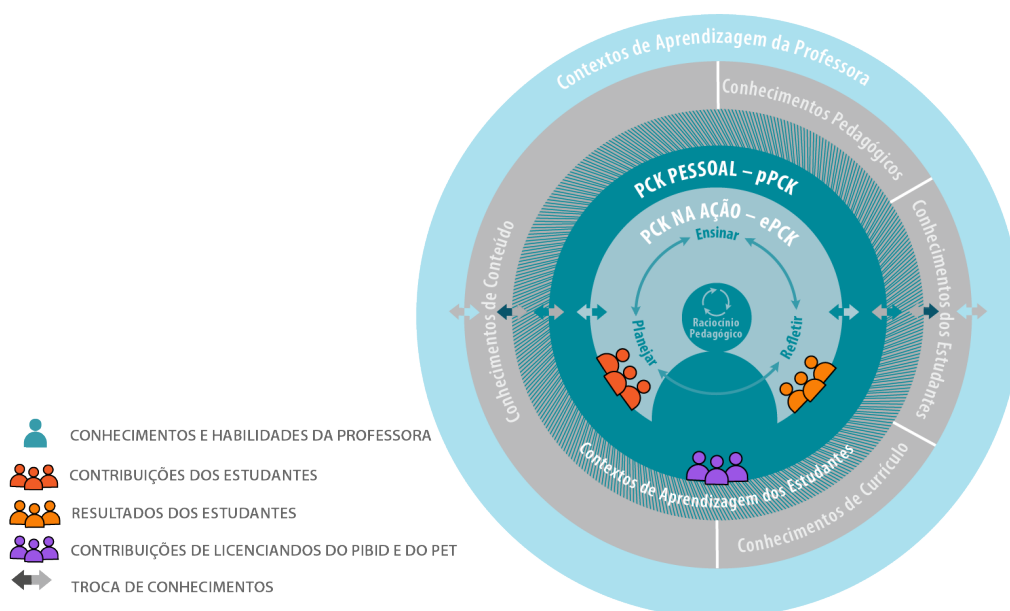 Contextos de Aprendizagem da Professora
Conhecimentos Pedagógicos
PCK PESSOAL – pPCK
PCK NA AÇÃO – ePCK
Ensinar
Conhecimentos de Conteúdo
Conhecimentos dos Estudantes
Raciocínio
Pedagógico
Planejar
Refletir
Contextos de Aprendizagem dos Estudantes
Conhecimentos de Currículo
CONHECIMENTOS E HABILIDADES DA PROFESSORA
CONTRIBUIÇÕES DOS ESTUDANTES
RESULTADOS DOS ESTUDANTES
CONTRIBUIÇÕES DE LICENCIANDOS DO PIBID E DO PET
TROCA DE CONHECIMENTOS